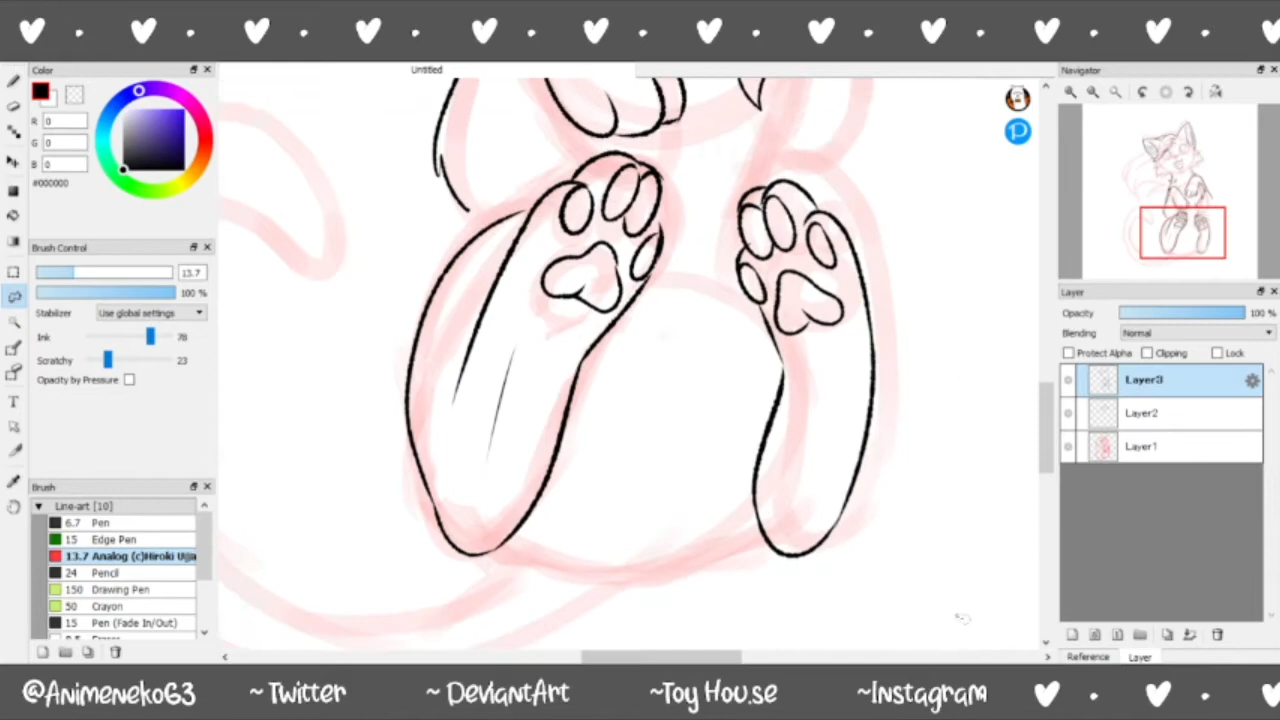 Color
Untitled
Navigator
R 0
G 0
B 0
#000000
Brush Control
13.7
100 %
Stabilizer Use global settings
Ink 78
Scratchy 23
Opacity by Pressure
Brush
Line-art [10]
6.7 Pen
15 Edge Pen
13.7 Analog (c)Hiroki
24 Pencil
150 Drawing Pen
50 Crayon
15 Pen (Fade In/Out)
Layer
Opacity 100 %
Blending Normal
Protect Alpha Clipping Lock
Layer3
Layer2
Layer1
Reference Layer
@Animeneko63 ~Twitter ~DeviantArt ~Toy Hou.se ~Instagram